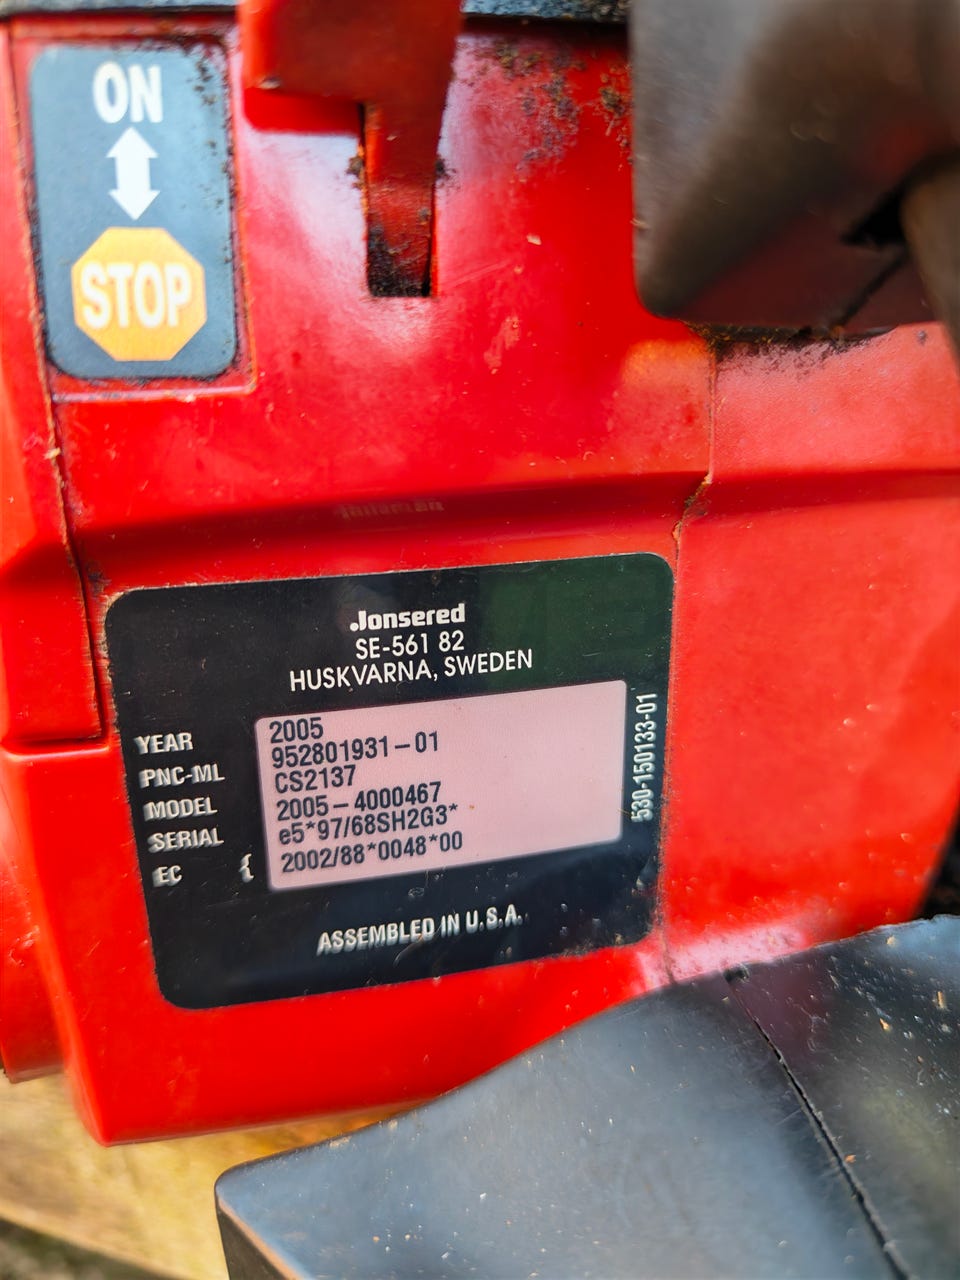 ON
STOP
Jonsered
SE-561 82
HUSKVARNA, SWEDEN
YEAR 2005
PNC-ML 952801931-01
MODEL CS2137
SERIAL 2005-4000467
EC { e5*97/68SH2G3*
2002/88*0048*00
530-150133-01
ASSEMBLED IN U.S.A.